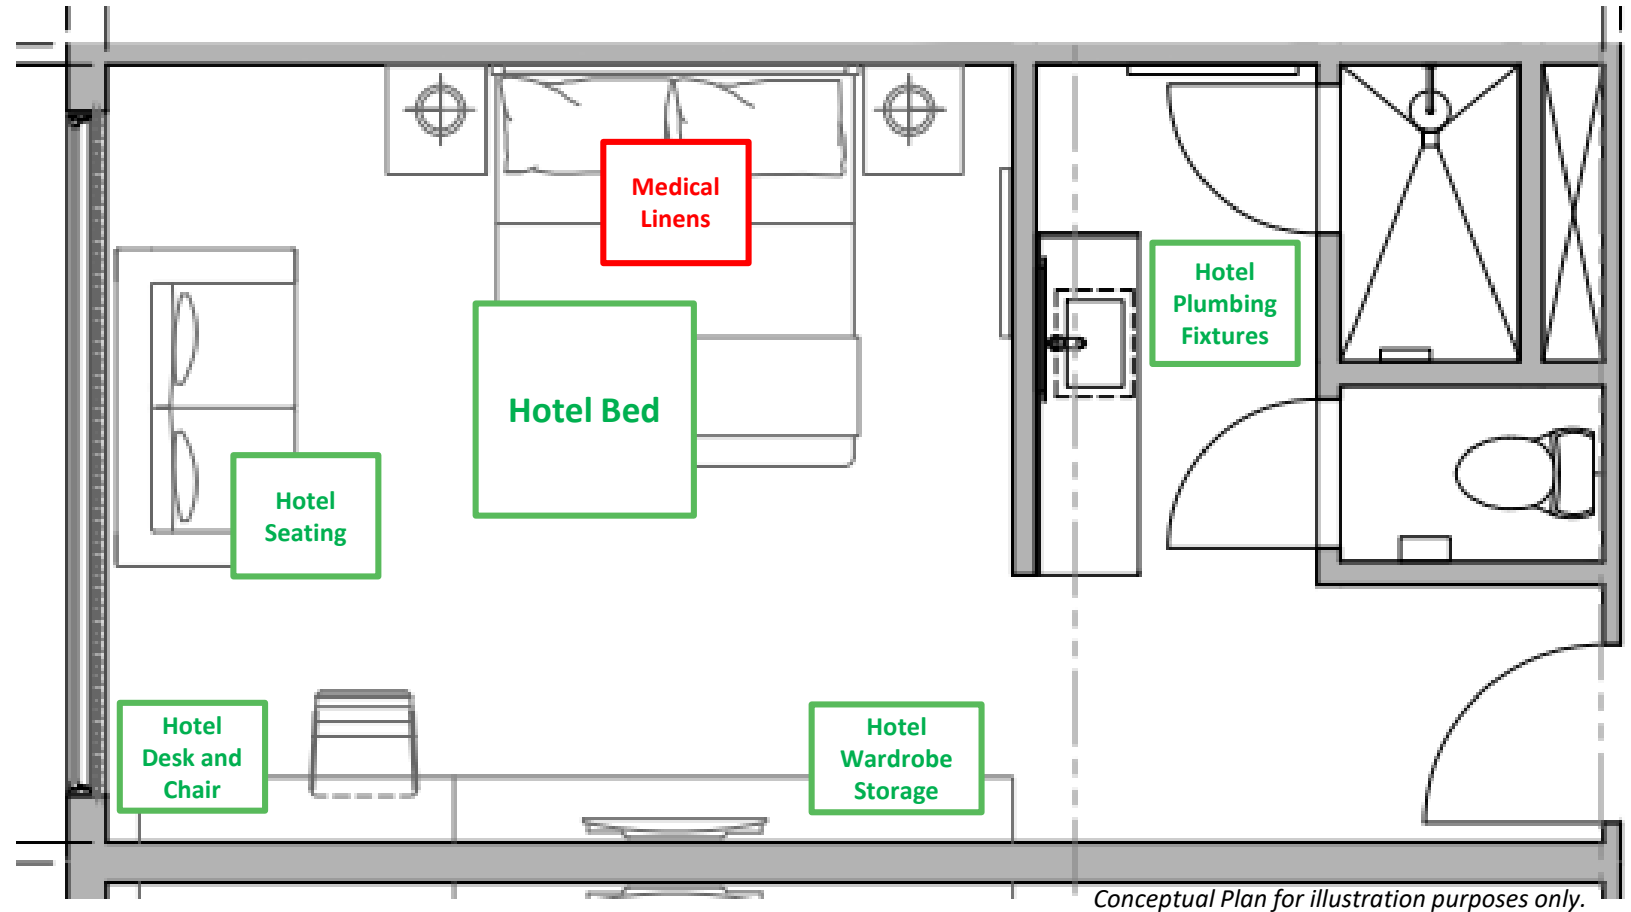 Medical
Linens
Hotel
Plumbing
Fixtures
Hotel Bed
Hotel
Seating
Hotel
Desk and
Chair
Hotel
Wardrobe
Storage
Conceptual Plan for illustration purposes only.